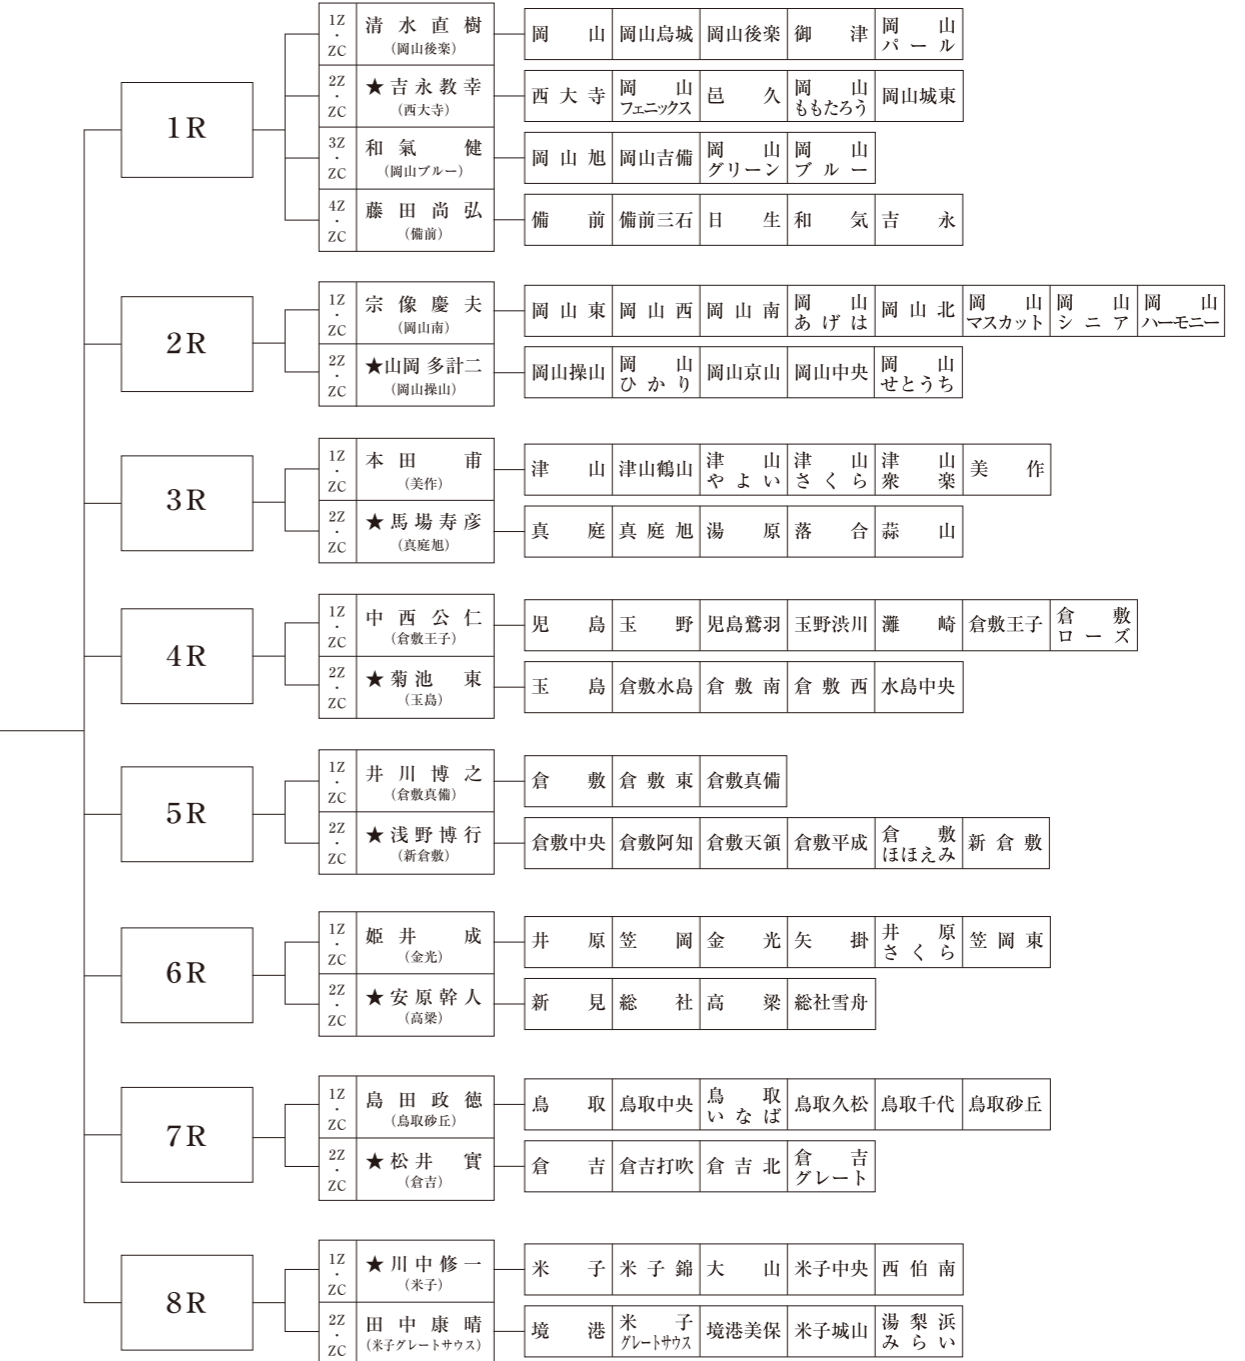 1R
1Z・ZC
清水直樹
(岡山後楽)
岡山 岡山烏城 岡山後楽 御津 岡山パール
2Z・ZC
★吉永教幸
(西大寺)
西大寺 岡山フェニックス 邑久 岡山ももたろう 岡山城東
3Z・ZC
和氣健
(岡山ブルー)
岡山旭 岡山吉備 岡山グリーン 岡山ブルー
4Z・ZC
藤田尚弘
(備前)
備前 備前三石 日生 和気 吉永
2R
1Z・ZC
宗像慶夫
(岡山南)
岡山東 岡山西 岡山南 岡山あげは 岡山北 岡山マスカット 岡山シニア 岡山ハーモニー
2Z・ZC
★山岡多計二
(岡山操山)
岡山操山 岡山ひかり 岡山京山 岡山中央 岡山せとうち
3R
1Z・ZC
本田甫
(美作)
津山 津山鶴山 津山やよい 津山さくら 津山衆楽 美作
2Z・ZC
★馬場寿彦
(真庭旭)
真庭 真庭旭 湯原 落合 蒜山
4R
1Z・ZC
中西公仁
(倉敷王子)
児島 玉野 児島鷲羽 玉野渋川 灘崎 倉敷王子 倉敷ローズ
2Z・ZC
★菊池東
(玉島)
玉島 倉敷水島 倉敷南 倉敷西 水島中央
5R
1Z・ZC
井川博之
(倉敷真備)
倉敷 倉敷東 倉敷真備
2Z・ZC
★浅野博行
(新倉敷)
倉敷中央 倉敷阿知 倉敷天領 倉敷平成 倉敷ほほえみ 新倉敷
6R
1Z・ZC
姫井成
(金光)
井原 笠岡 金光 矢掛 井原さくら 笠岡東
2Z・ZC
★安原幹人
(高梁)
新見 総社 高梁 総社雪舟
7R
1Z・ZC
島田政徳
(鳥取砂丘)
鳥取 鳥取中央 鳥取いなば 鳥取久松 鳥取千代 鳥取砂丘
2Z・ZC
★松井實
(倉吉)
倉吉 倉吉打吹 倉吉北 倉吉グレート
8R
1Z・ZC
★川中修一
(米子)
米子 米子錦 大山 米子中央 西伯南
2Z・ZC
田中康晴
(米子グレートサウス)
境港 米子グレートサウス 境港美保 米子城山 湯梨浜みらい